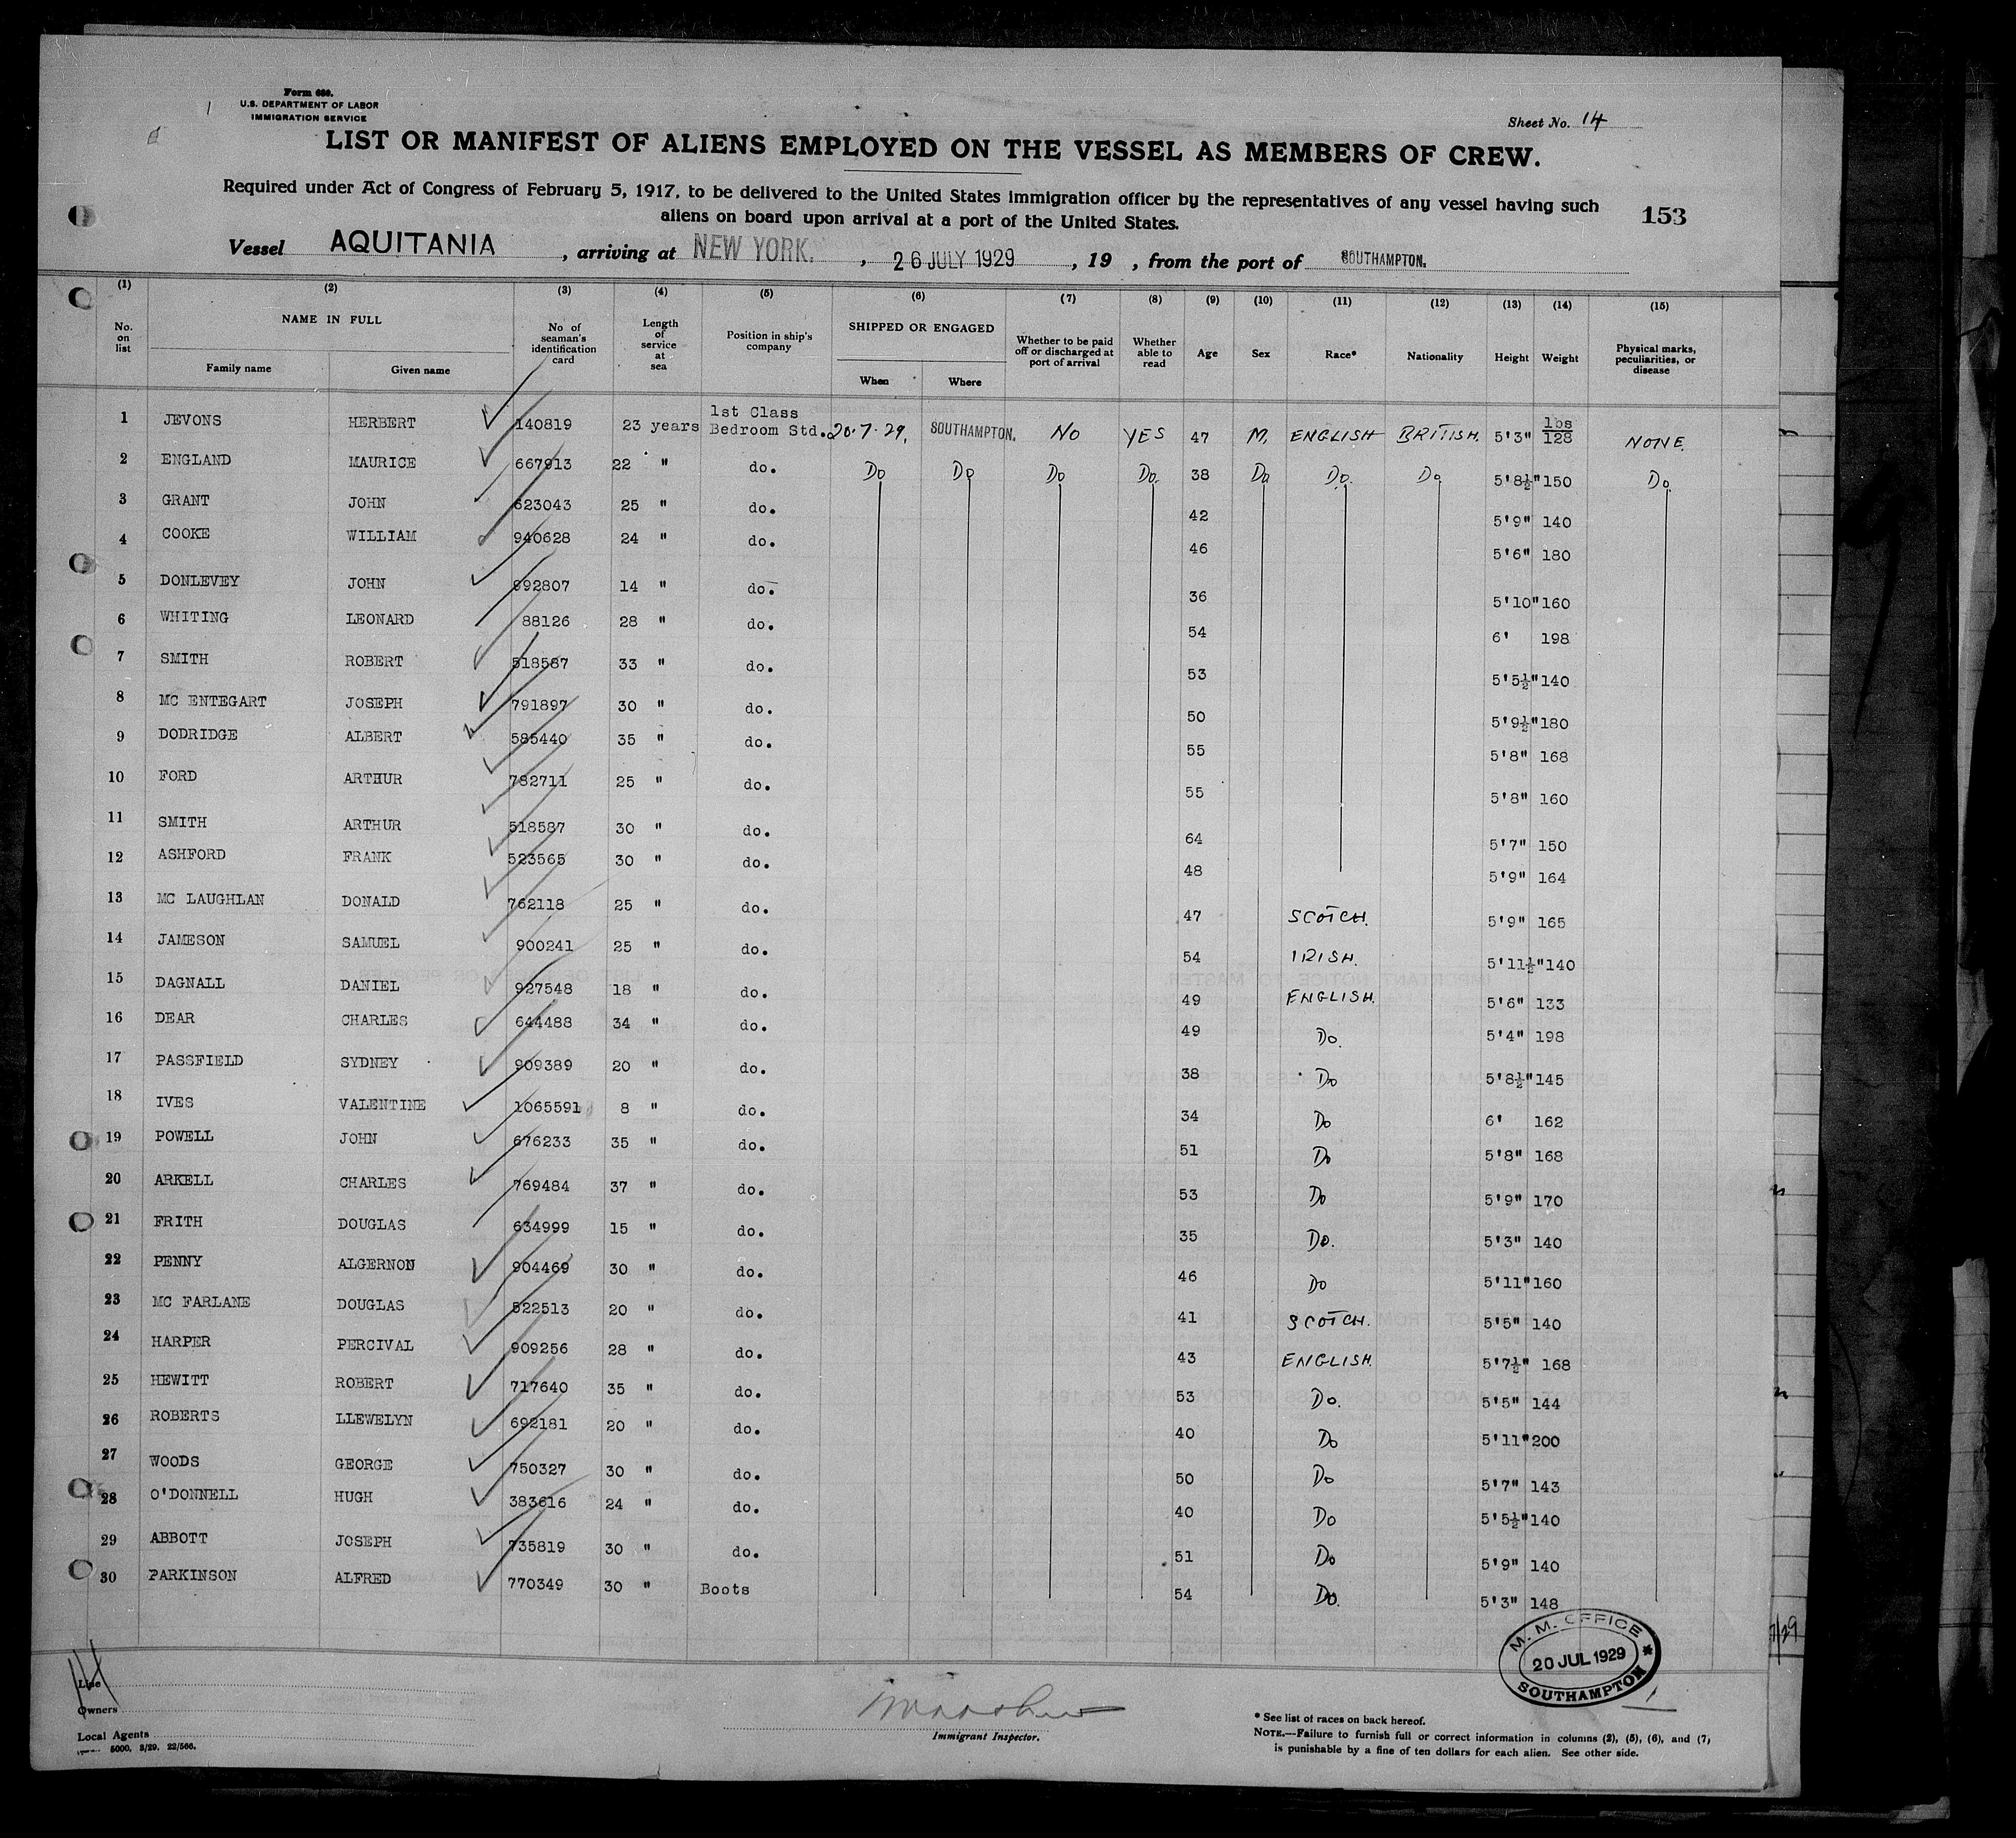 Form 680.
U.S. DEPARTMENT OF LABOR
IMMIGRATION SERVICE
Sheet No. 14
LIST OR MANIFEST OF ALIENS EMPLOYED ON THE VESSEL AS MEMBERS OF CREW.
Required under Act of Congress of February 5, 1917, to be delivered to the United States immigration officer by the representatives of any vessel having such
aliens on board upon arrival at a port of the United States.
153
Vessel AQUITANIA, arriving at NEW YORK., 26 JULY 1929, 19 , from the port of SOUTHAMPTON.
(1) (2) (3) (4) (5) (6) (7) (8) (9) (10) (11) (12) (13) (14) (15)
No. on list NAME IN FULL Family name Given name No of seaman's identification card Length of service at sea Position in ship's company SHIPPED OR ENGAGED When Where Whether to be paid off or discharged at port of arrival Whether able to read Age Sex Race* Nationality Height Weight Physical marks, peculiarities, or disease
1 JEVONS HERBERT 140819 23 years 1st Class Bedroom Std. 20.7.29. SOUTHAMPTON. NO YES 47 M. ENGLISH BRITISH. 5'3" lbs 128 NONE.
2 ENGLAND MAURICE 667913 22 " do. Do Do Do Do. 38 Do Do. Do 5'8½" 150 Do
3 GRANT JOHN 623043 25 " do. 42 5'9" 140
4 COOKE WILLIAM 940628 24 " do. 46 5'6" 180
5 DONLEVEY JOHN 992807 14 " do. 36 5'10" 160
6 WHITING LEONARD 88126 28 " do. 54 6' 198
7 SMITH ROBERT 518587 33 " do. 53 5'5½" 140
8 MC ENTEGART JOSEPH 791897 30 " do. 50 5'9½" 180
9 DODRIDGE ALBERT 585440 35 " do. 55 5'8" 168
10 FORD ARTHUR 782711 25 " do. 55 5'8" 160
11 SMITH ARTHUR 518587 30 " do. 64 5'7" 150
12 ASHFORD FRANK 523565 30 " do. 48 5'9" 164
13 MC LAUGHLAN DONALD 762118 25 " do. 47 SCOTCH. 5'9" 165
14 JAMESON SAMUEL 900241 25 " do. 54 IRISH. 5'11½" 140
15 DAGNALL DANIEL 927548 18 " do. 49 ENGLISH. 5'6" 133
16 DEAR CHARLES 644488 34 " do. 49 Do. 5'4" 198
17 PASSFIELD SYDNEY 909389 20 " do. 38 Do 5'8½" 145
18 IVES VALENTINE 1065591 8 " do. 34 Do 6' 162
19 POWELL JOHN 676233 35 " do. 51 Do 5'8" 168
20 ARKELL CHARLES 769484 37 " do. 53 Do 5'9" 170
21 FRITH DOUGLAS 634999 15 " do. 35 Do. 5'3" 140
22 PENNY ALGERNON 904469 30 " do. 46 Do 5'11" 160
23 MC FARLANE DOUGLAS 522513 20 " do. 41 SCOTCH. 5'5" 140
24 HARPER PERCIVAL 909256 28 " do. 43 ENGLISH. 5'7½" 168
25 HEWITT ROBERT 717640 35 " do. 53 Do. 5'5" 144
26 ROBERTS LLEWELYN 692181 20 " do. 40 Do 5'11" 200
27 WOODS GEORGE 750327 30 " do. 50 Do 5'7" 143
28 O'DONNELL HUGH 383616 24 " do. 40 Do 5'5½" 140
29 ABBOTT JOSEPH 735819 30 " do. 51 Do 5'9" 140
30 PARKINSON ALFRED 770349 30 " Boots 54 Do. 5'3" 148
M. M. OFFICE
20 JUL 1929
SOUTHAMPTON
Line
Owners
Local Agents
5000. 3/29. 22/566.
Immigrant Inspector.
* See list of races on back hereof.
NOTE.—Failure to furnish full or correct information in columns (2), (5), (6), and (7),
is punishable by a fine of ten dollars for each alien. See other side.